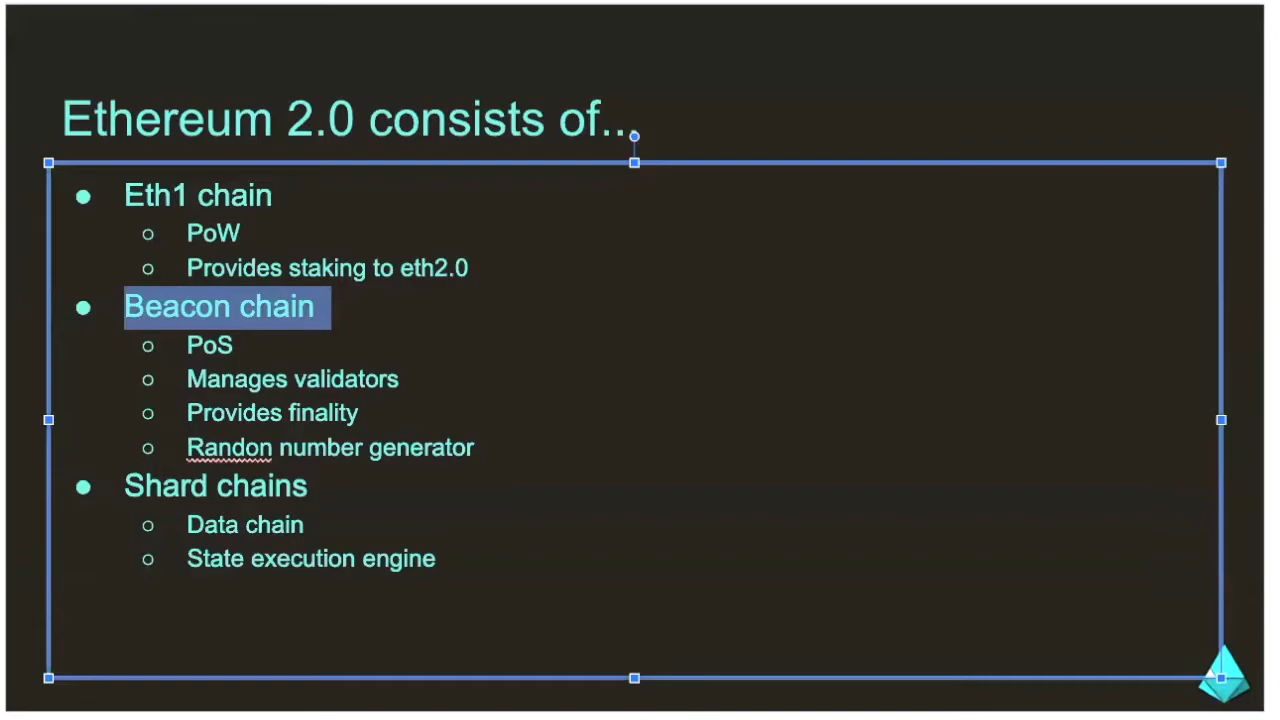 Ethereum 2.0 consists of...
Eth1 chain
PoW
Provides staking to eth2.0
Beacon chain
PoS
Manages validators
Provides finality
Randon number generator
Shard chains
Data chain
State execution engine